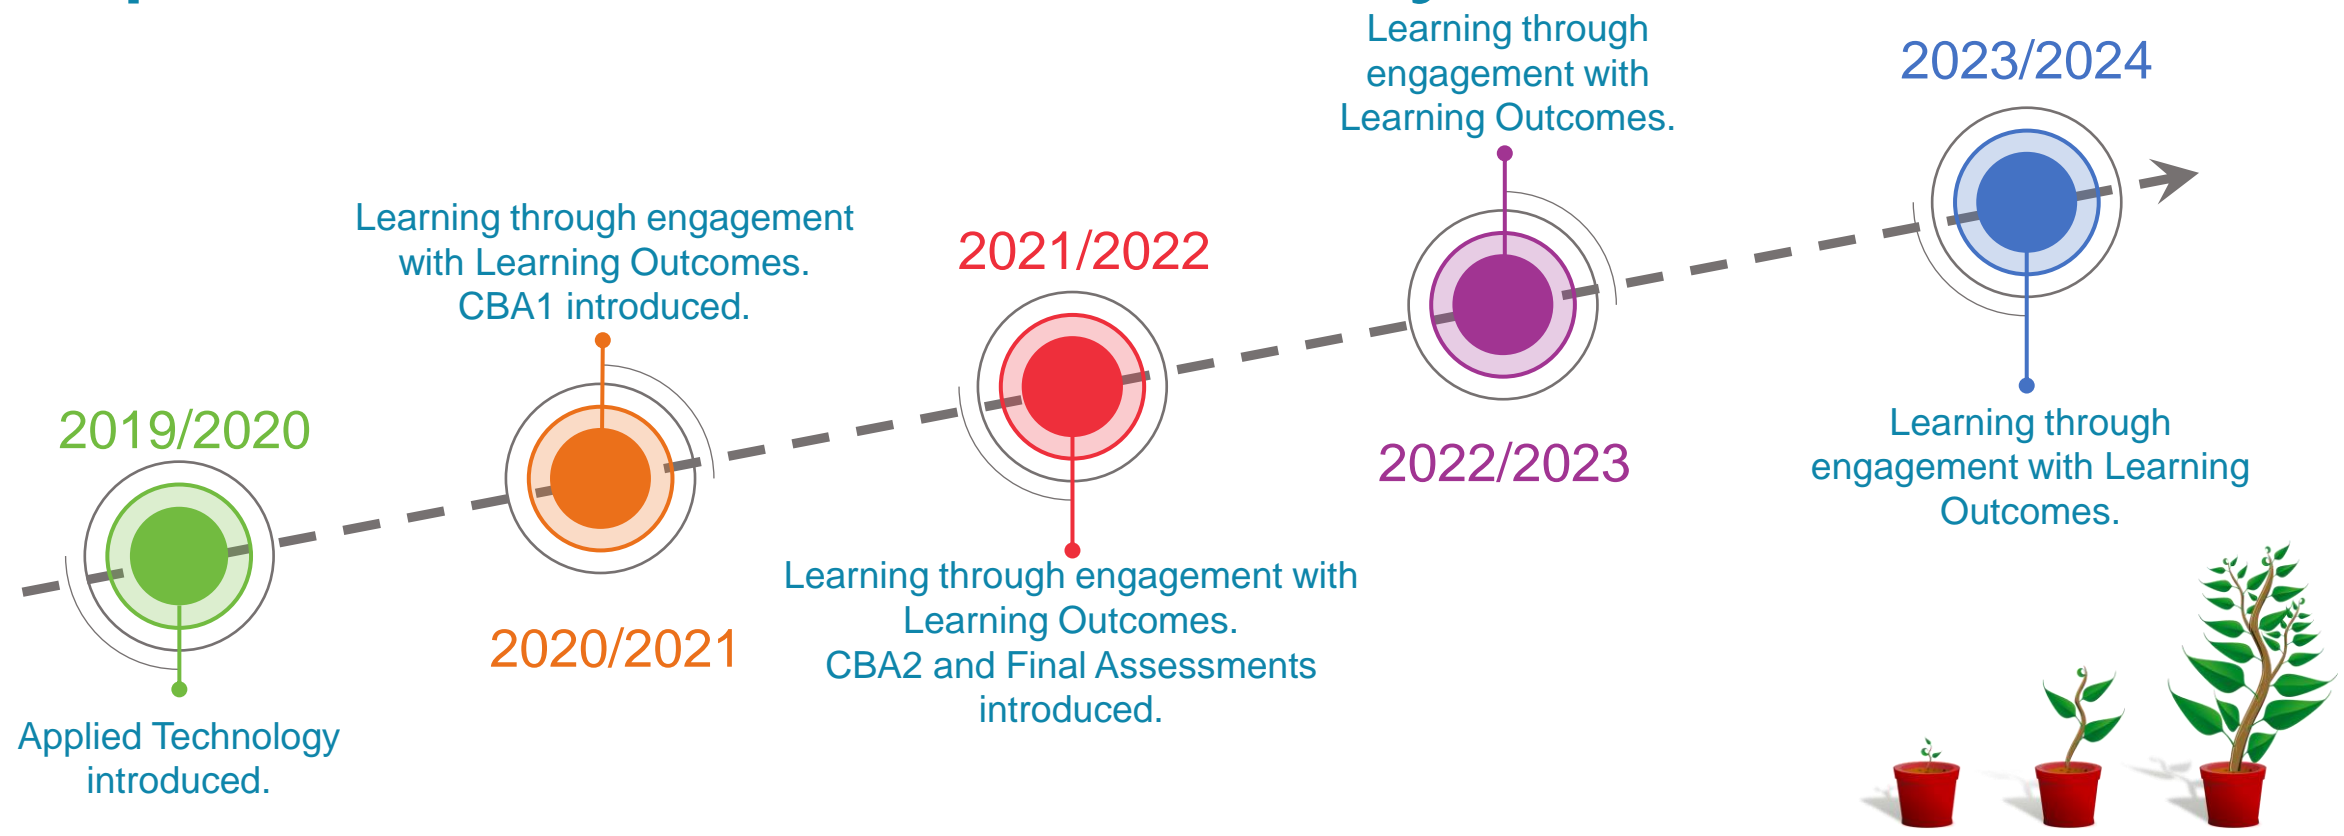 2019/2020
Applied Technology
introduced.
Learning through engagement
with Learning Outcomes.
CBA1 introduced.
2020/2021
2021/2022
Learning through engagement with
Learning Outcomes.
CBA2 and Final Assessments
introduced.
Learning through
engagement with
Learning Outcomes.
2022/2023
2023/2024
Learning through
engagement with Learning
Outcomes.